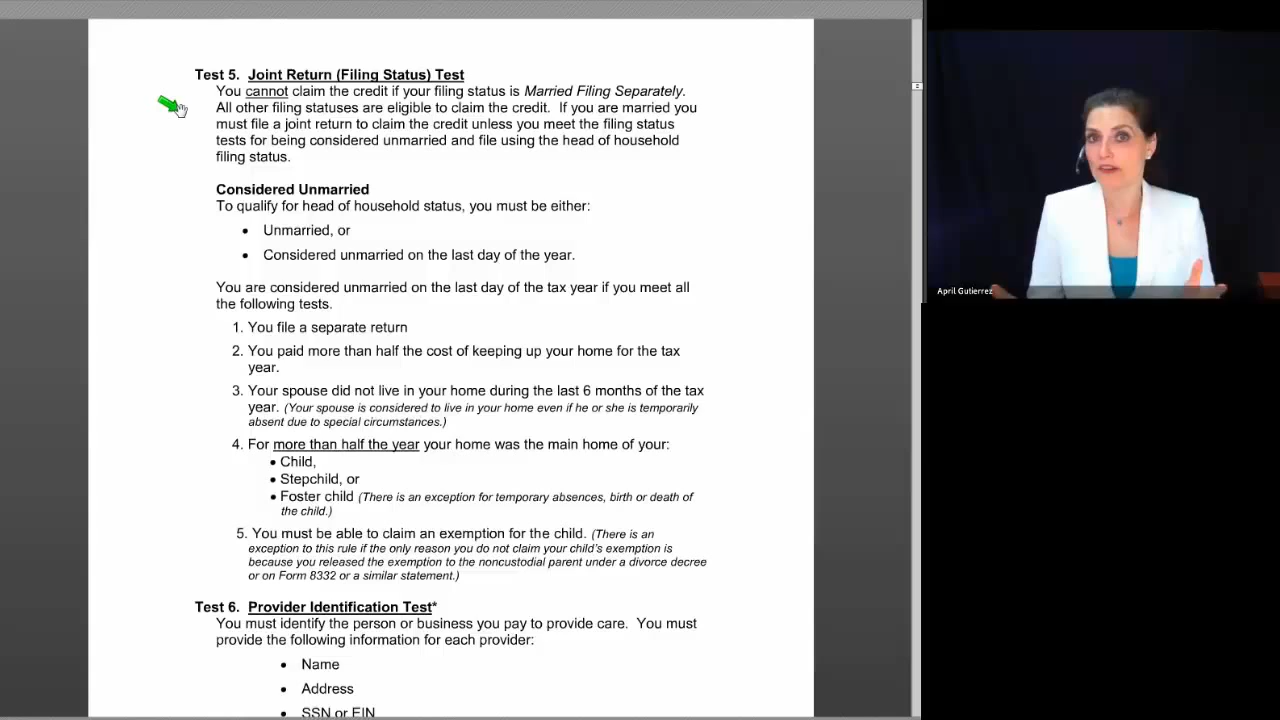 Test 5. Joint Return (Filing Status) Test
You cannot claim the credit if your filing status is Married Filing Separately.
All other filing statuses are eligible to claim the credit. If you are married you
must file a joint return to claim the credit unless you meet the filing status
tests for being considered unmarried and file using the head of household
filing status.
Considered Unmarried
To qualify for head of household status, you must be either:
• Unmarried, or
• Considered unmarried on the last day of the year.
You are considered unmarried on the last day of the tax year if you meet all
the following tests.
1. You file a separate return
2. You paid more than half the cost of keeping up your home for the tax
year.
3. Your spouse did not live in your home during the last 6 months of the tax
year. (Your spouse is considered to live in your home even if he or she is temporarily
absent due to special circumstances.)
4. For more than half the year your home was the main home of your:
• Child,
• Stepchild, or
• Foster child (There is an exception for temporary absences, birth or death of
the child.)
5. You must be able to claim an exemption for the child. (There is an
exception to this rule if the only reason you do not claim your child's exemption is
because you released the exemption to the noncustodial parent under a divorce decree
or on Form 8332 or a similar statement.)
Test 6. Provider Identification Test*
You must identify the person or business you pay to provide care. You must
provide the following information for each provider:
• Name
• Address
• SSN or EIN
April Gutierrez